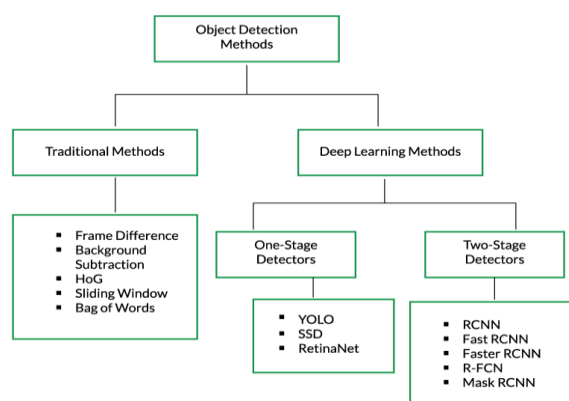 Object Detection
Methods
Traditional Methods
Deep Learning Methods
▪ Frame Difference
▪ Background
Subtraction
▪ HoG
▪ Sliding Window
▪ Bag of Words
One-Stage
Detectors
Two-Stage
Detectors
▪ YOLO
▪ SSD
▪ RetinaNet
▪ RCNN
▪ Fast RCNN
▪ Faster RCNN
▪ R-FCN
▪ Mask RCNN